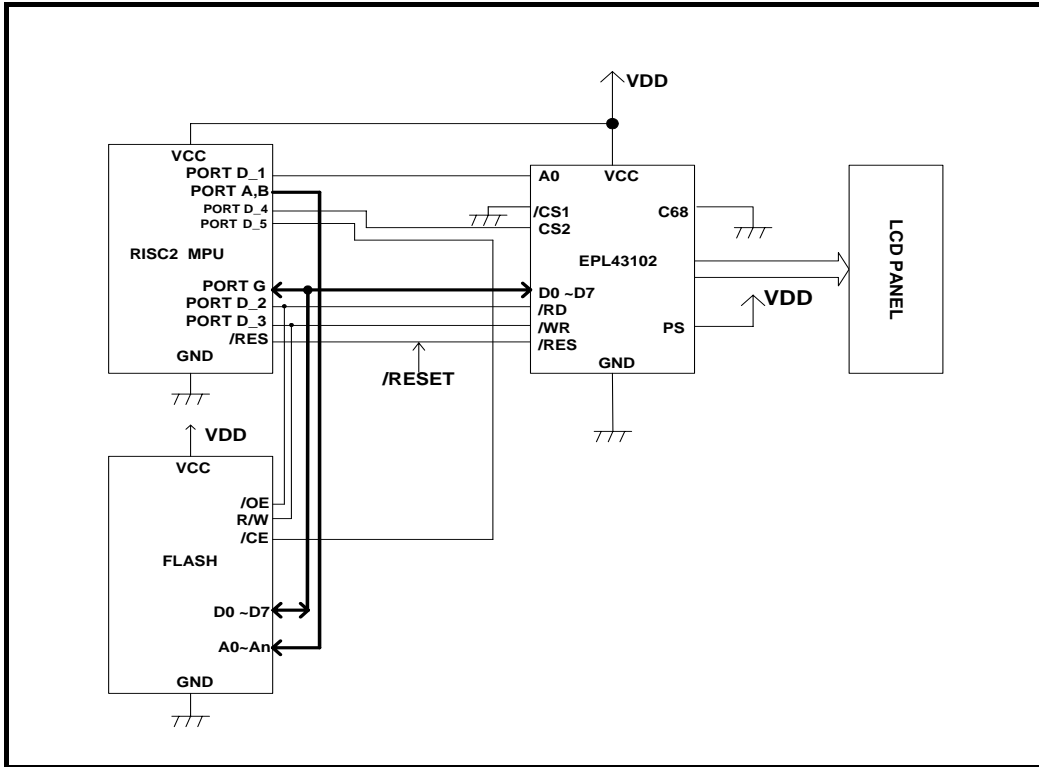 VDD
VCC
PORT D_1
PORT A,B
PORT D_4
PORT D_5
RISC2 MPU
PORT G
PORT D_2
PORT D_3
/RES
GND
/RESET
A0
VCC
/CS1
CS2
C68
EPL43102
D0 ~D7
/RD
/WR
/RES
PS
GND
VDD
LCD PANEL
VDD
VCC
/OE
R/W
/CE
FLASH
D0 ~D7
A0~An
GND